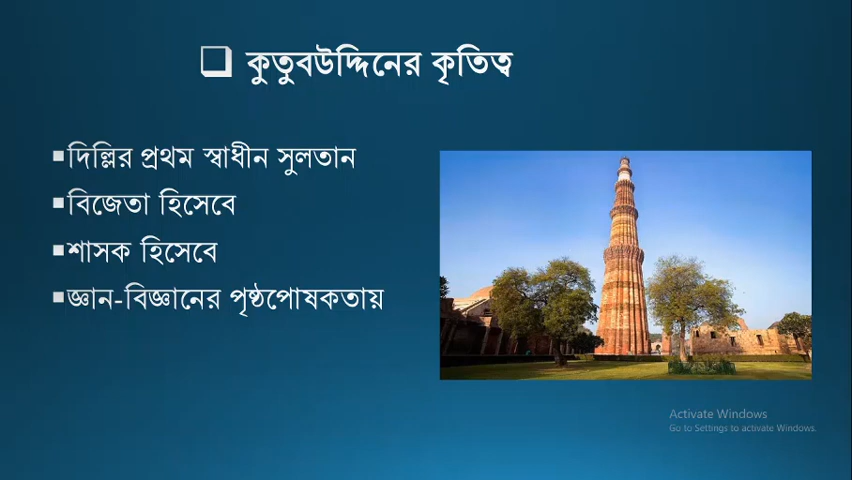 ❑ কুতুবউদ্দিনের কৃতিত্ব
▪দিল্লির প্রথম স্বাধীন সুলতান
▪বিজেতা হিসেবে
▪শাসক হিসেবে
▪জ্ঞান-বিজ্ঞানের পৃষ্ঠপোষকতায়
Activate Windows
Go to Settings to activate Windows.